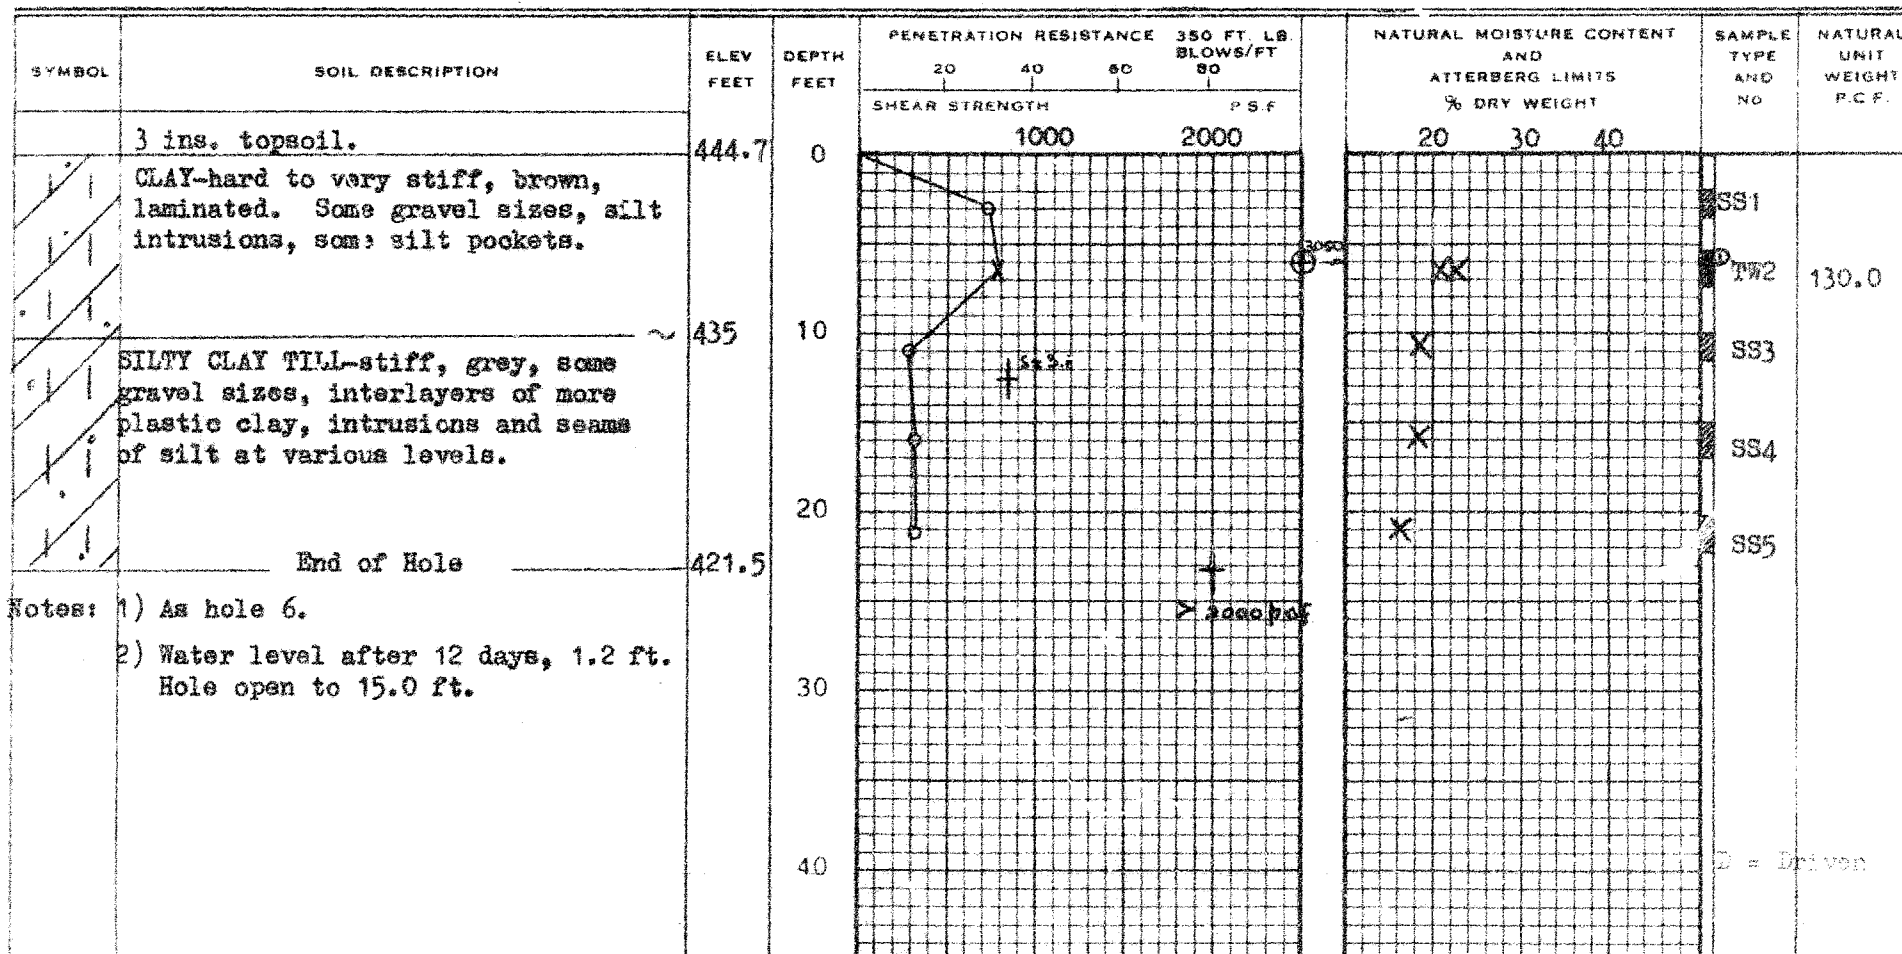 SYMBOL
SOIL DESCRIPTION
ELEV
FEET
DEPTH
FEET
PENETRATION RESISTANCE 350 FT. LB.
BLOWS/FT
20 40 60 80
SHEAR STRENGTH P.S.F
1000 2000
NATURAL MOISTURE CONTENT
AND
ATTERBERG LIMITS
% DRY WEIGHT
20 30 40
SAMPLE
TYPE
AND
NO
NATURAL
UNIT
WEIGHT
P.C.F.
3 ins. topsoil.
444.7
0
CLAY-hard to very stiff, brown,
laminated. Some gravel sizes, silt
intrusions, some silt pockets.
SS1
3050
TW2
130.0
~ 435
10
SS3
SILTY CLAY TILL-stiff, grey, some
gravel sizes, interlayers of more
plastic clay, intrusions and seams
of silt at various levels.
SS4
20
SS5
End of Hole
421.5
Notes: 1) As hole 6.
2) Water level after 12 days, 1.2 ft.
Hole open to 15.0 ft.
30
40
D = Driven